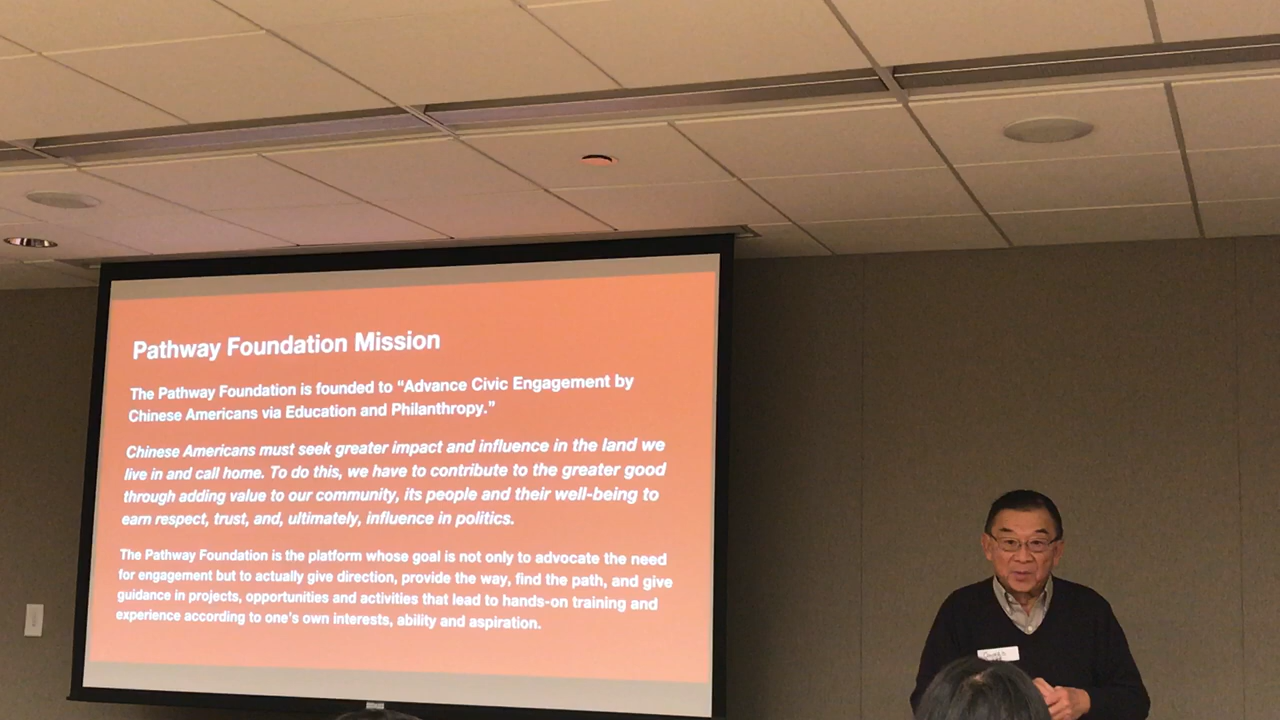 Pathway Foundation Mission
The Pathway Foundation is founded to “Advance Civic Engagement by
Chinese Americans via Education and Philanthropy.”
Chinese Americans must seek greater impact and influence in the land we
live in and call home. To do this, we have to contribute to the greater good
through adding value to our community, its people and their well-being to
earn respect, trust, and, ultimately, influence in politics.
The Pathway Foundation is the platform whose goal is not only to advocate the need
for engagement but to actually give direction, provide the way, find the path, and give
guidance in projects, opportunities and activities that lead to hands-on training and
experience according to one's own interests, ability and aspiration.